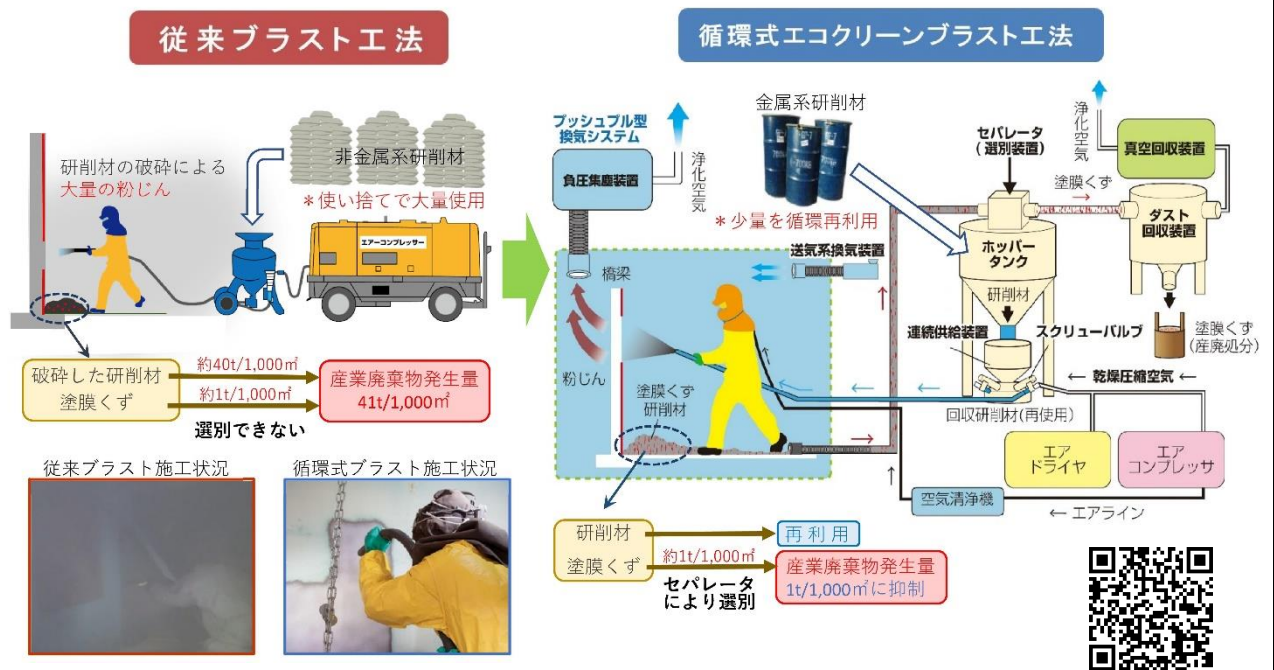 従来ブラスト工法
研削材の破砕による
大量の粉じん
非金属系研削材
＊使い捨てで大量使用
エアーコンプレッサー
破砕した研削材
塗膜くず
約40t/1,000㎡
約1t/1,000㎡
選別できない
産業廃棄物発生量
41t/1,000㎡
従来ブラスト施工状況
循環式ブラスト施工状況
循環式エコクリーンブラスト工法
プッシュプル型
換気システム
負圧集塵装置
浄化空気
金属系研削材
＊少量を循環再利用
送気系換気装置
橋梁
粉じん
塗膜くず
研削材
セパレータ
(選別装置)
塗膜くず
浄化空気
真空回収装置
ダスト
回収装置
ホッパー
タンク
研削材
連続供給装置
スクリューバルブ
塗膜くず
(産廃処分)
← 乾燥圧縮空気 ←
回収研削材(再使用)
エア
ドライヤ
エア
コンプレッサ
空気清浄機
← エアライン
研削材
塗膜くず
再利用
約1t/1,000㎡
セパレータ
により選別
産業廃棄物発生量
1t/1,000㎡に抑制